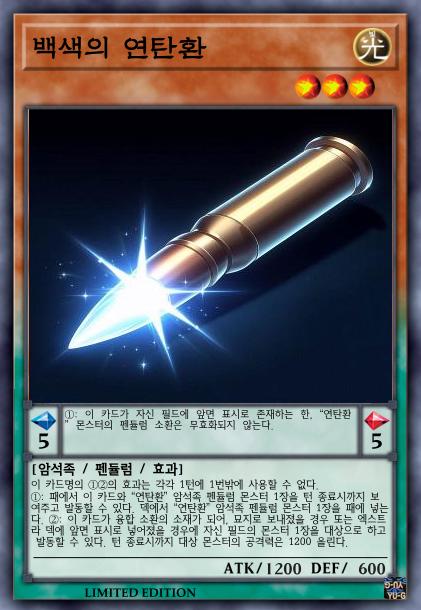 백색의 연탄환
光
①: 이 카드가 자신 필드에 앞면 표시로 존재하는 한, "연탄환
" 몬스터의 펜듈럼 소환은 무효화되지 않는다.
5
5
[암석족 / 펜듈럼 / 효과]
이 카드명의 ①②의 효과는 각각 1턴에 1번밖에 사용할 수 없다.
①: 패에서 이 카드와 "연탄환" 암석족 펜듈럼 몬스터 1장을 턴 종료시까지 보
여주고 발동할 수 있다. 덱에서 "연탄환" 암석족 펜듈럼 몬스터 1장을 패에 넣는
다. ②: 이 카드가 융합 소환의 소재가 되어, 묘지로 보내졌을 경우 또는 엑스트
라 덱에 앞면 표시로 넣어졌을 경우에 자신 필드의 몬스터 1장을 대상으로 하고
발동할 수 있다. 턴 종료시까지 대상 몬스터의 공격력은 1200 올린다.
ATK/1200 DEF/ 600
LIMITED EDITION
YU-G